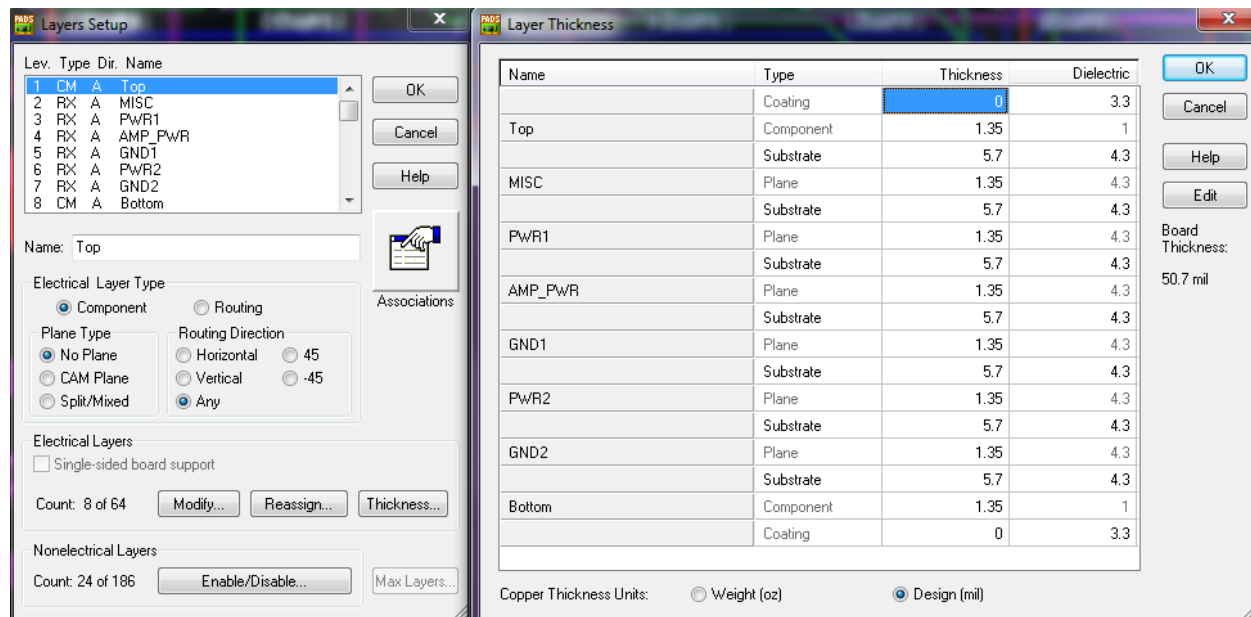 PADS Layers Setup x
Lev. Type Dir. Name
1 CM A Top
2 RX A MISC
3 RX A PWR1
4 RX A AMP_PWR
5 RX A GND1
6 RX A PWR2
7 RX A GND2
8 CM A Bottom
OK
Cancel
Help
Name: Top
Associations
Electrical Layer Type
Component Routing
Plane Type
No Plane
CAM Plane
Split/Mixed
Routing Direction
Horizontal 45
Vertical -45
Any
Electrical Layers
Single-sided board support
Count: 8 of 64 Modify... Reassign... Thickness...
Nonelectrical Layers
Count: 24 of 186 Enable/Disable... Max Layers...
PADS Layer Thickness x
Name Type Thickness Dielectric
Coating 0 3.3
Top Component 1.35 1
Substrate 5.7 4.3
MISC Plane 1.35 4.3
Substrate 5.7 4.3
PWR1 Plane 1.35 4.3
Substrate 5.7 4.3
AMP_PWR Plane 1.35 4.3
Substrate 5.7 4.3
GND1 Plane 1.35 4.3
Substrate 5.7 4.3
PWR2 Plane 1.35 4.3
Substrate 5.7 4.3
GND2 Plane 1.35 4.3
Substrate 5.7 4.3
Bottom Component 1.35 1
Coating 0 3.3
OK
Cancel
Help
Edit
Board
Thickness:
50.7 mil
Copper Thickness Units: Weight (oz) Design (mil)